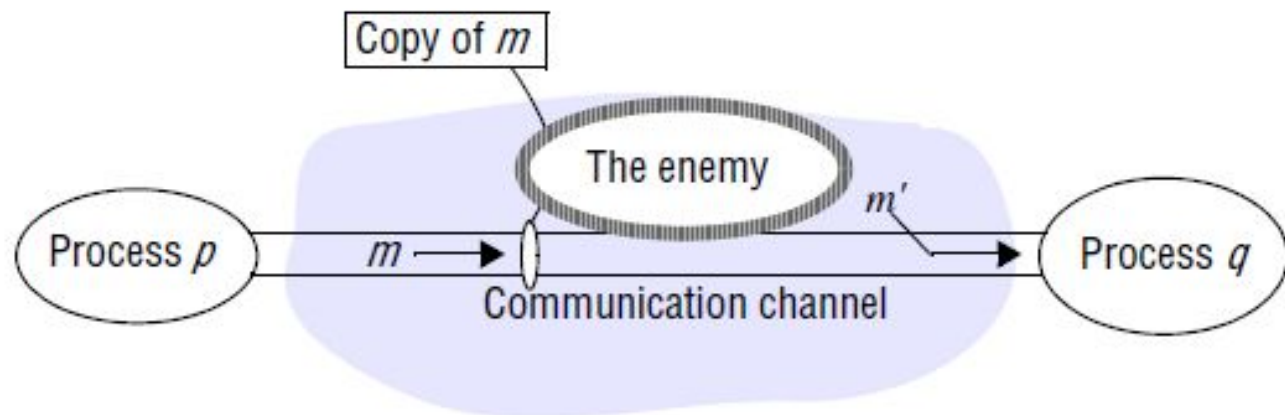 Copy of m
The enemy
m′
Process p
m
Process q
Communication channel